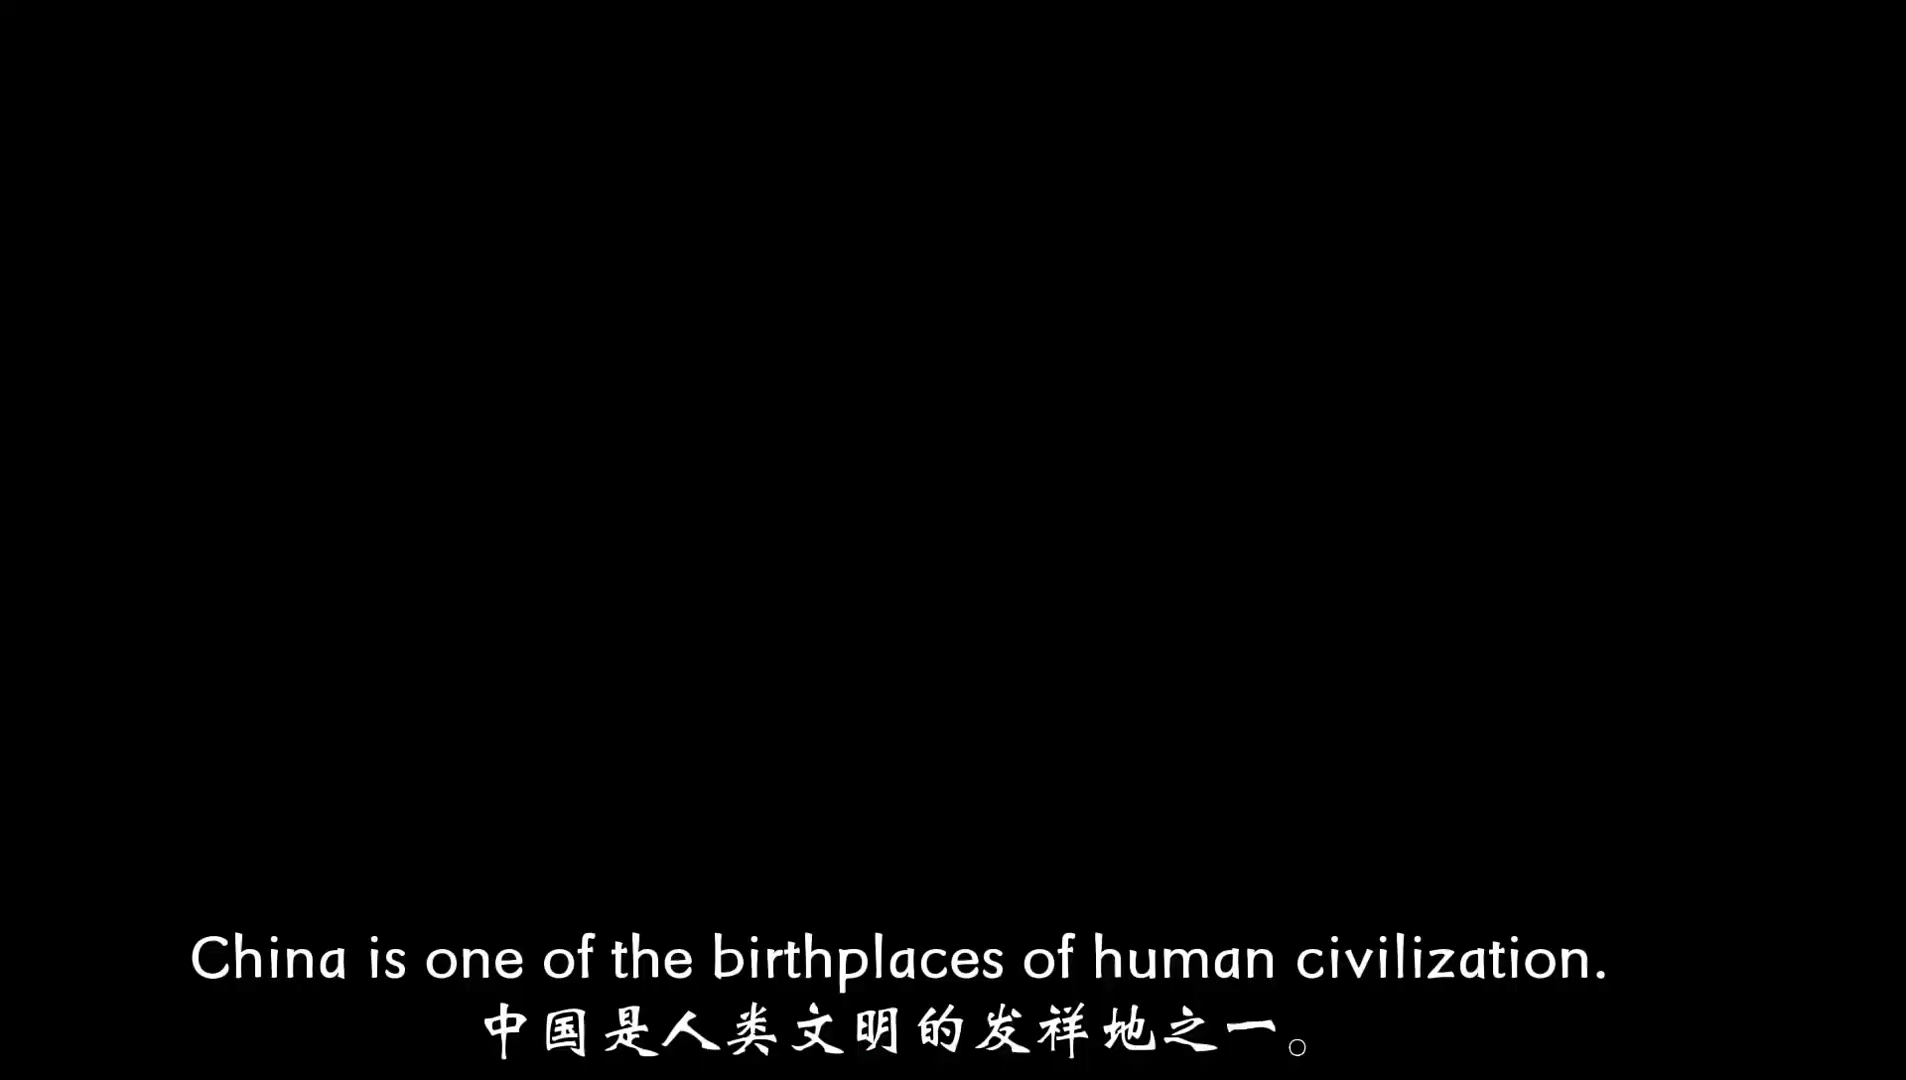 China is one of the birthplaces of human civilization.
中国是人类文明的发祥地之一。